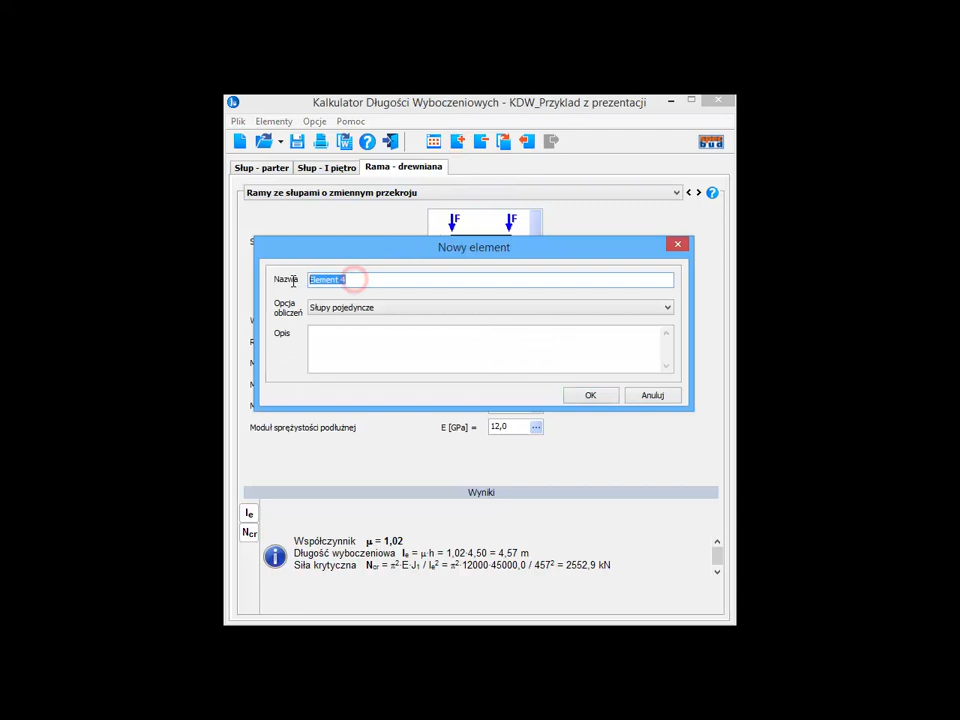 Kalkulator Długości Wyboczeniowych - KDW_Przyklad z prezentacji
Plik Elementy Opcje Pomoc
bud
Słup - parter Słup - I piętro Rama - drewniana
Ramy ze słupami o zmiennym przekroju
F F
S
Nowy element
Nazwa Element 4
Opcja obliczeń Słupy pojedyncze
Opis
W
R
M
M
M
OK Anuluj
Moduł sprężystości podłużnej E [GPa] = 12,0 ...
Wyniki
le
Ncr
Współczynnik μ = 1,02
Długość wyboczeniowa le = μ·h = 1,02·4,50 = 4,57 m
Siła krytyczna Ncr = π²·E·J₁ / le² = π²·12000·45000,0 / 457² = 2552,9 kN